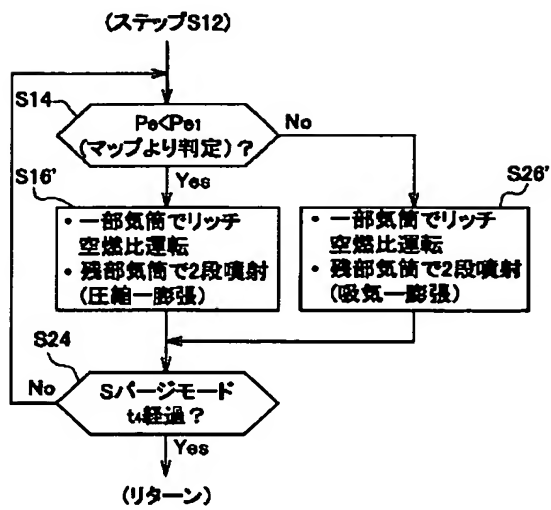 (ステップS12)
S14
Pe<Pe1
(マップより判定)?
No
Yes
S16'
・一部気筒でリッチ
空燃比運転
・残部気筒で2段噴射
(圧縮ー膨張)
S26'
・一部気筒でリッチ
空燃比運転
・残部気筒で2段噴射
(吸気ー膨張)
S24
Sパージモード
t4経過?
No
Yes
(リターン)